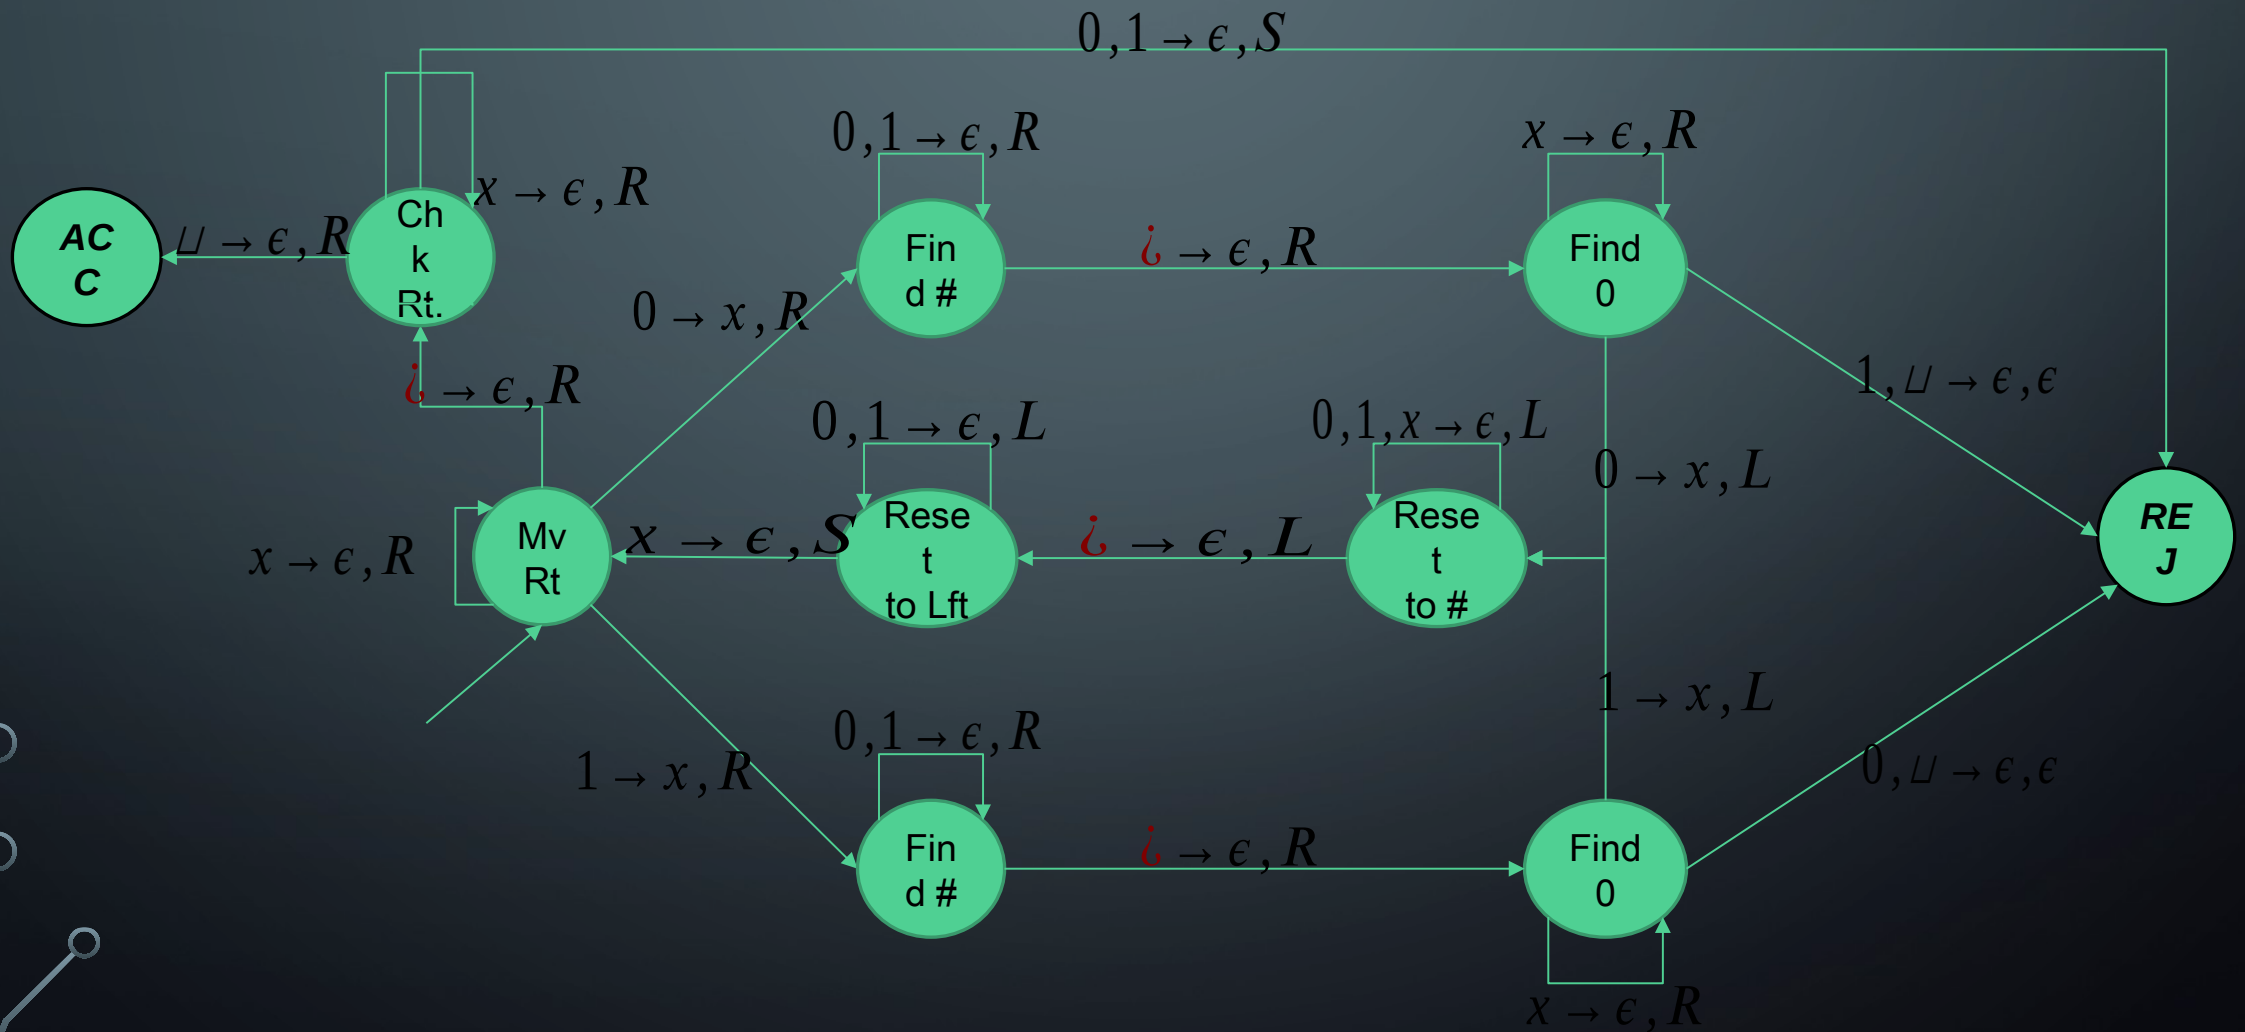 0,1→ϵ,S
0,1→ϵ,R
x→ϵ,R
x→ϵ,R
AC
C
⊔→ϵ,R
Ch
k
Rt.
Fin
d #
¿→ϵ,R
Find
0
0→x,R
¿→ϵ,R
1,⊔→ϵ,ϵ
0,1→ϵ,L
0,1,x→ϵ,L
0→x,L
x→ϵ,R
Mv
Rt
x→ϵ,S
Rese
t
to Lft
¿→ϵ,L
Rese
t
to #
RE
J
1→x,L
0,1→ϵ,R
1→x,R
0,⊔→ϵ,ϵ
Fin
d #
¿→ϵ,R
Find
0
x→ϵ,R